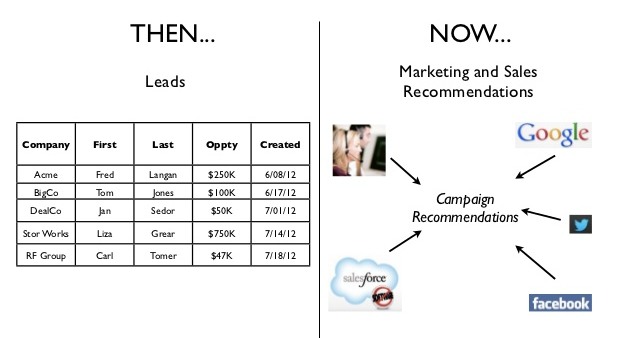 THEN...
Leads
Company First Last Oppty Created
Acme Fred Langan $250K 6/08/12
BigCo Tom Jones $100K 6/17/12
DealCo Jan Sedor $50K 7/01/12
Stor Works Liza Grear $750K 7/14/12
RF Group Carl Tomer $47K 7/18/12
NOW...
Marketing and Sales
Recommendations
Google
Campaign
Recommendations
salesforce
facebook